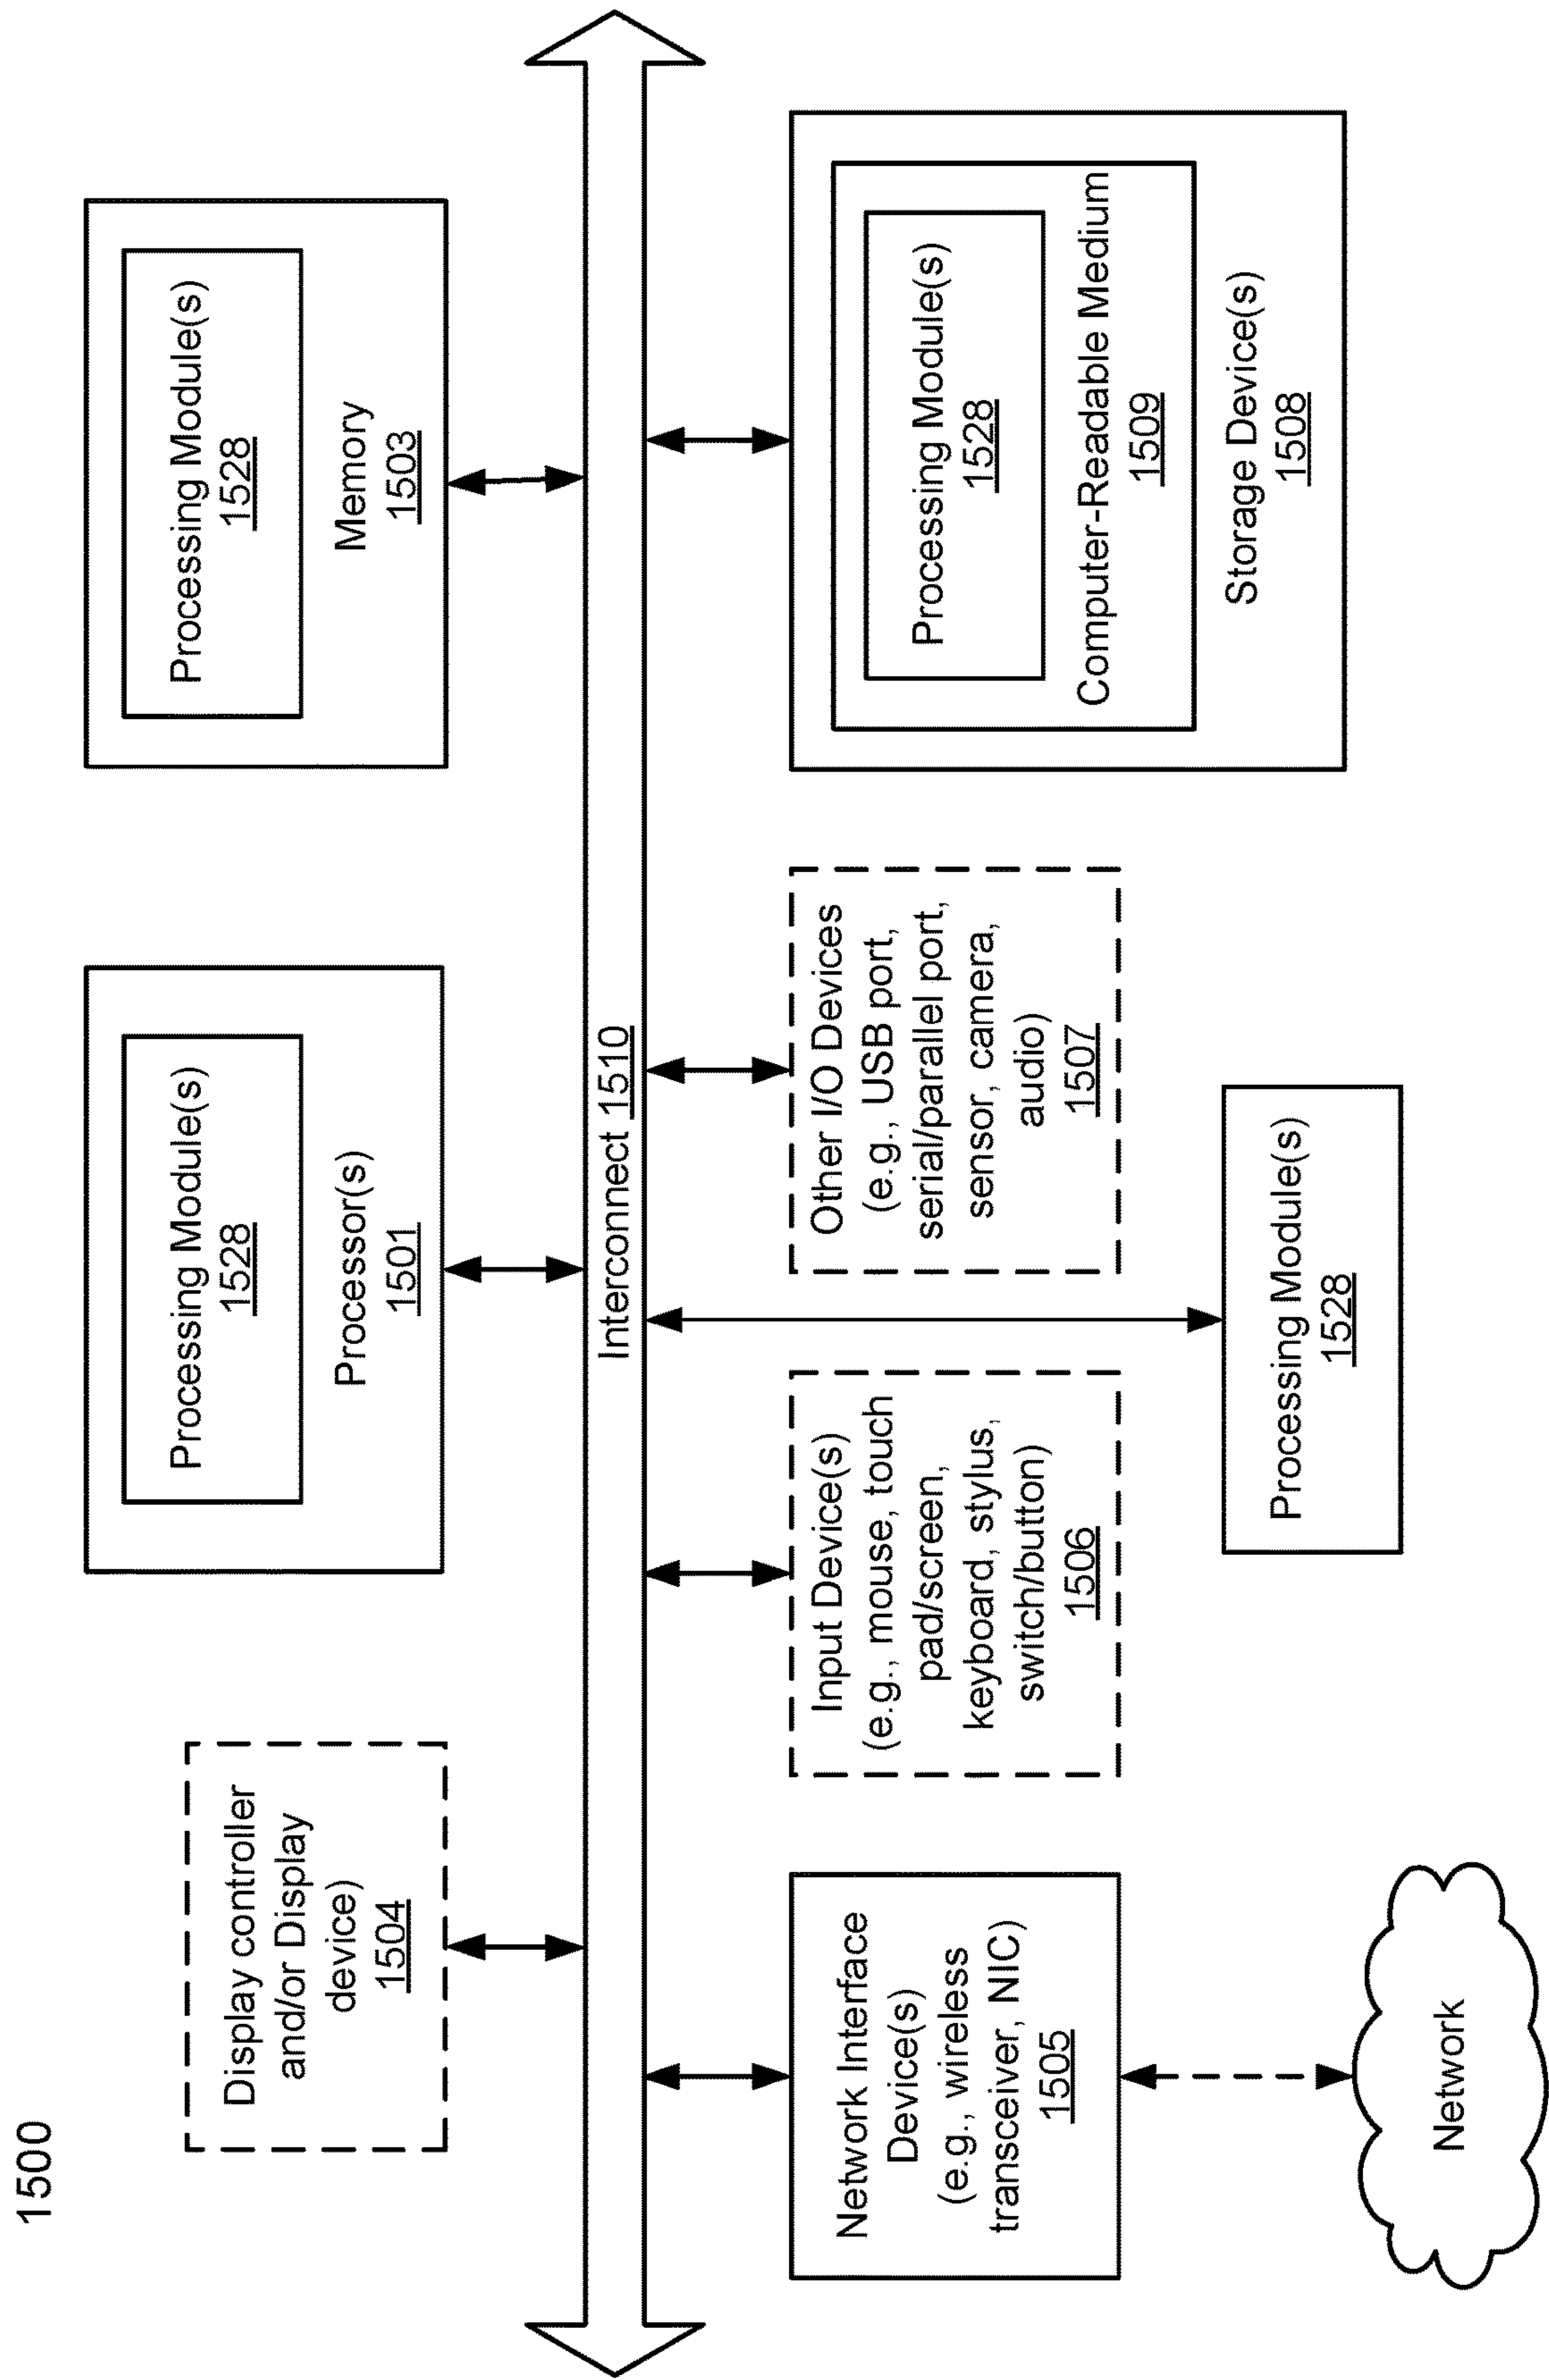 1500
Display controller
and/or Display
device)
1504
Processing Module(s)
1528
Processor(s)
1501
Processing Module(s)
1528
Memory
1503
Interconnect 1510
Network Interface
Device(s)
(e.g., wireless
transceiver, NIC)
1505
Input Device(s)
(e.g., mouse, touch
pad/screen,
keyboard, stylus,
switch/button)
1506
Other I/O Devices
(e.g., USB port,
serial/parallel port,
sensor, camera,
audio)
1507
Processing Module(s)
1528
Computer-Readable Medium
1509
Storage Device(s)
1508
Processing Module(s)
1528
Network